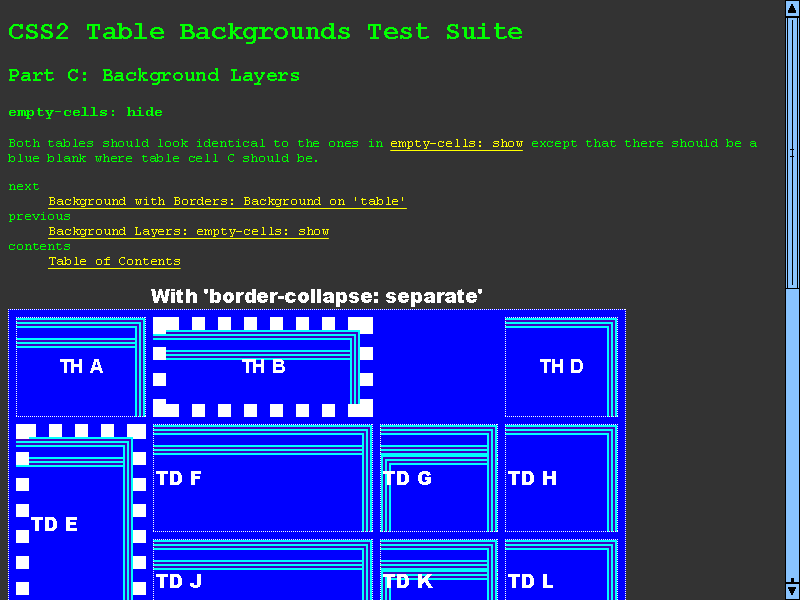 CSS2 Table Backgrounds Test Suite
Part C: Background Layers
empty-cells: hide
Both tables should look identical to the ones in empty-cells: show except that there should be a
blue blank where table cell C should be.
next
Background with Borders: Background on 'table'
previous
Background Layers: empty-cells: show
contents
Table of Contents
With 'border-collapse: separate'
TH A TH B TH D
TD F TD G TD H
TD E
TD J TD K TD L